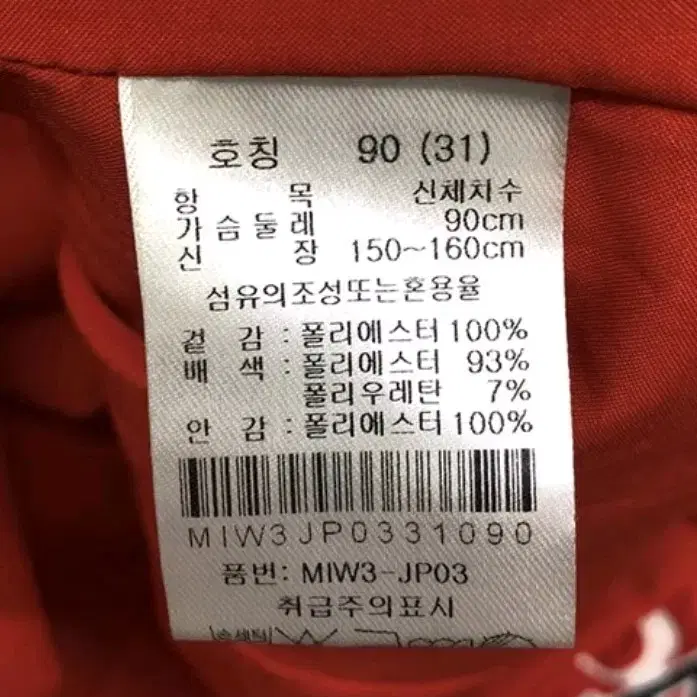 호칭 90 (31)
항 목 신체치수
가슴둘레 90cm
신 장 150~160cm
섬유의조성또는혼용율
겉 감 : 폴리에스터 100%
배 색 : 폴리에스터 93%
폴리우레탄 7%
안 감 : 폴리에스터 100%
MIW3JP0331090
품번: MIW3-JP03
취급주의표시
손세탁